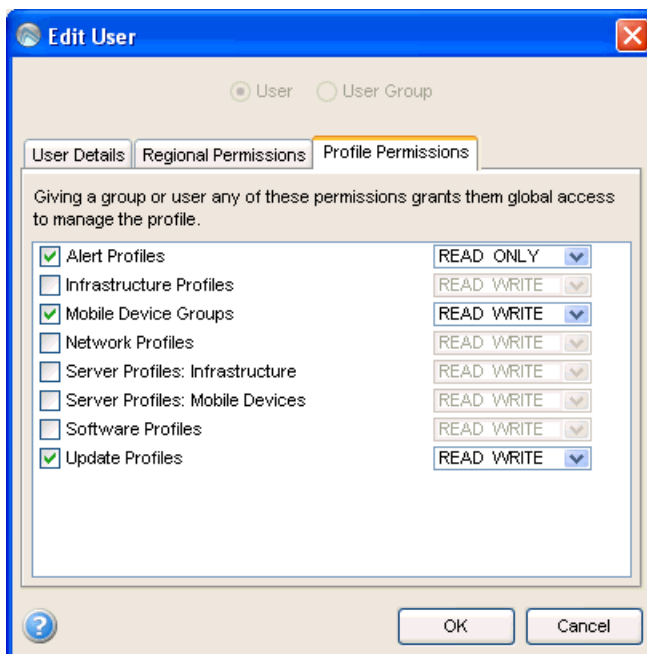 Edit User
User User Group
User Details Regional Permissions Profile Permissions
Giving a group or user any of these permissions grants them global access
to manage the profile.
Alert Profiles READ ONLY
Infrastructure Profiles READ WRITE
Mobile Device Groups READ WRITE
Network Profiles READ WRITE
Server Profiles: Infrastructure READ WRITE
Server Profiles: Mobile Devices READ WRITE
Software Profiles READ WRITE
Update Profiles READ WRITE
? OK Cancel